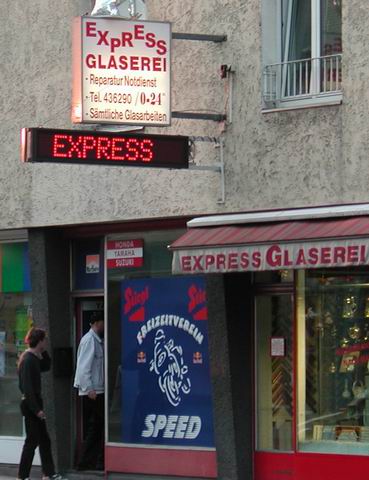 EXPRESS
GLASEREI
- Reparatur Notdienst
- Tel. 436290 / 0-24ʰ
- Sämtliche Glasarbeiten
EXPRESS
HONDA
YAMAHA
SUZUKI
EXPRESS GLASEREI
Stiegl
FREIZEITVEREIN
SPEED